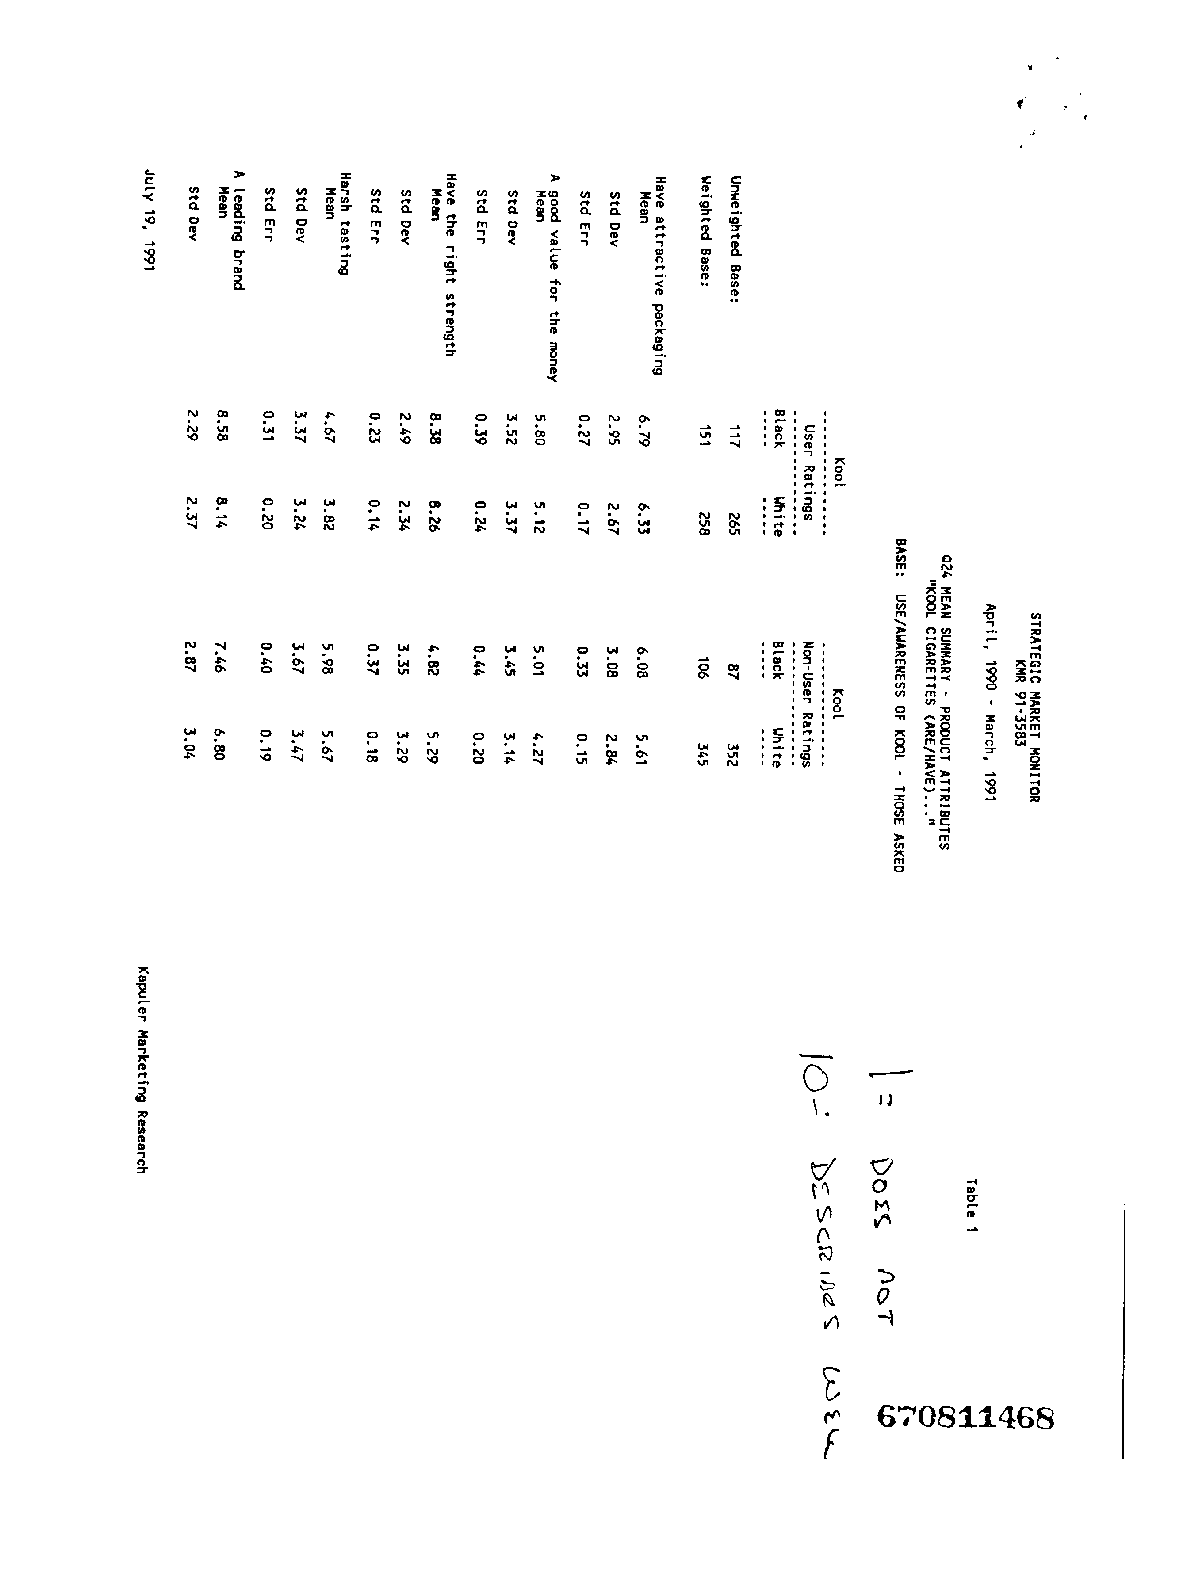 Table 1
STRATEGIC MARKET MONITOR
KMR 91-3583
April, 1990 - March, 1991
Q24 MEAN SUMMARY - PRODUCT ATTRIBUTES
"KOOL CIGARETTES (ARE/HAVE)..."
BASE: USE/AWARENESS OF KOOL - THOSE ASKED
1 = DOES NOT
10 - DESCRIBES WELL
Kool Kool
User Ratings Non-User Ratings
Black White Black White
Unweighted Base: 117 265 87 352
Weighted Base: 151 258 106 345
Have attractive packaging
Mean 6.79 6.33 6.08 5.61
Std Dev 2.95 2.67 3.08 2.84
Std Err 0.27 0.17 0.33 0.15
A good value for the money
Mean 5.80 5.12 5.01 4.27
Std Dev 3.52 3.37 3.45 3.14
Std Err 0.39 0.24 0.44 0.20
Have the right strength
Mean 8.38 8.26 4.82 5.29
Std Dev 2.49 2.34 3.35 3.29
Std Err 0.23 0.14 0.37 0.18
Harsh tasting
Mean 4.67 3.82 5.98 5.67
Std Dev 3.37 3.24 3.67 3.47
Std Err 0.31 0.20 0.40 0.19
A leading brand
Mean 8.58 8.14 7.46 6.80
Std Dev 2.29 2.37 2.87 3.04
July 19, 1991 Kapuler Marketing Research
670811468